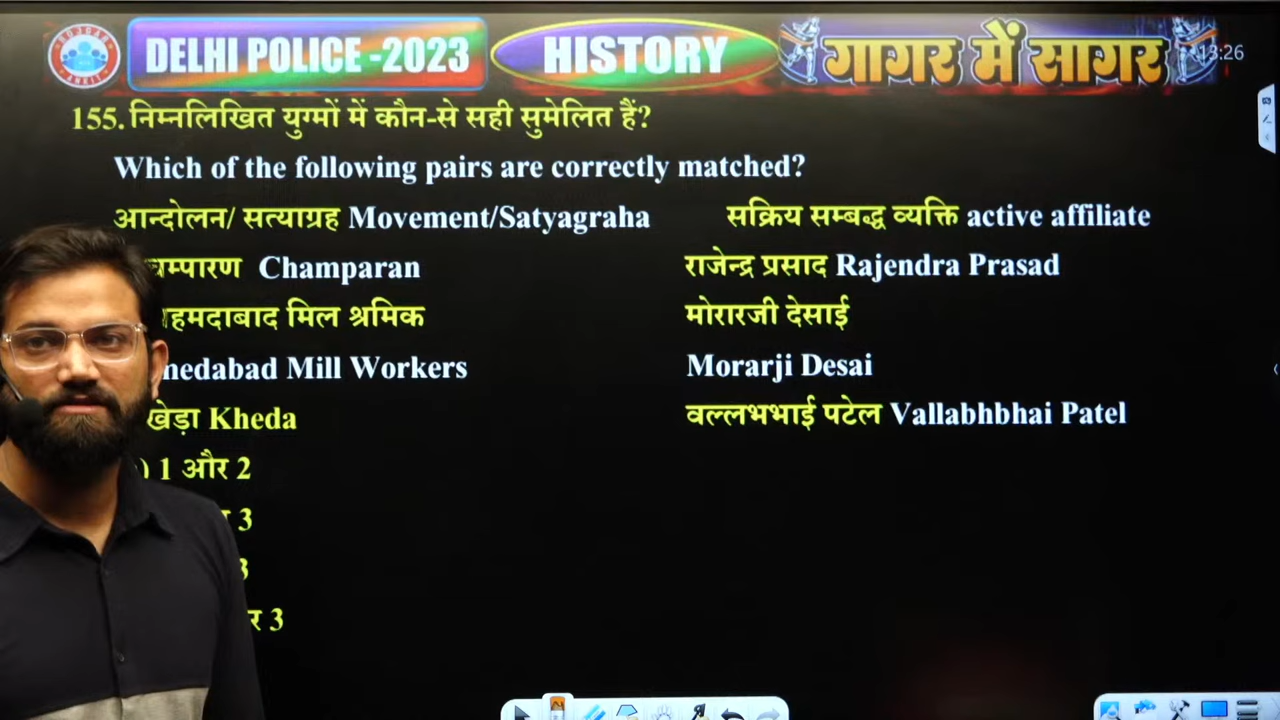 ROJGAR
ANKIT
DELHI POLICE -2023
HISTORY
गागर में सागर
13:26
155. निम्नलिखित युग्मों में कौन-से सही सुमेलित हैं?
Which of the following pairs are correctly matched?
आन्दोलन/ सत्याग्रह Movement/Satyagraha सक्रिय सम्बद्ध व्यक्ति active affiliate
Champaran राजेन्द्र प्रसाद Rajendra Prasad
मिल श्रमिक मोरारजी देसाई
Mill Workers Morarji Desai
खेड़ा Kheda वल्लभभाई पटेल Vallabhbhai Patel
) 1 और 2
3
3
3